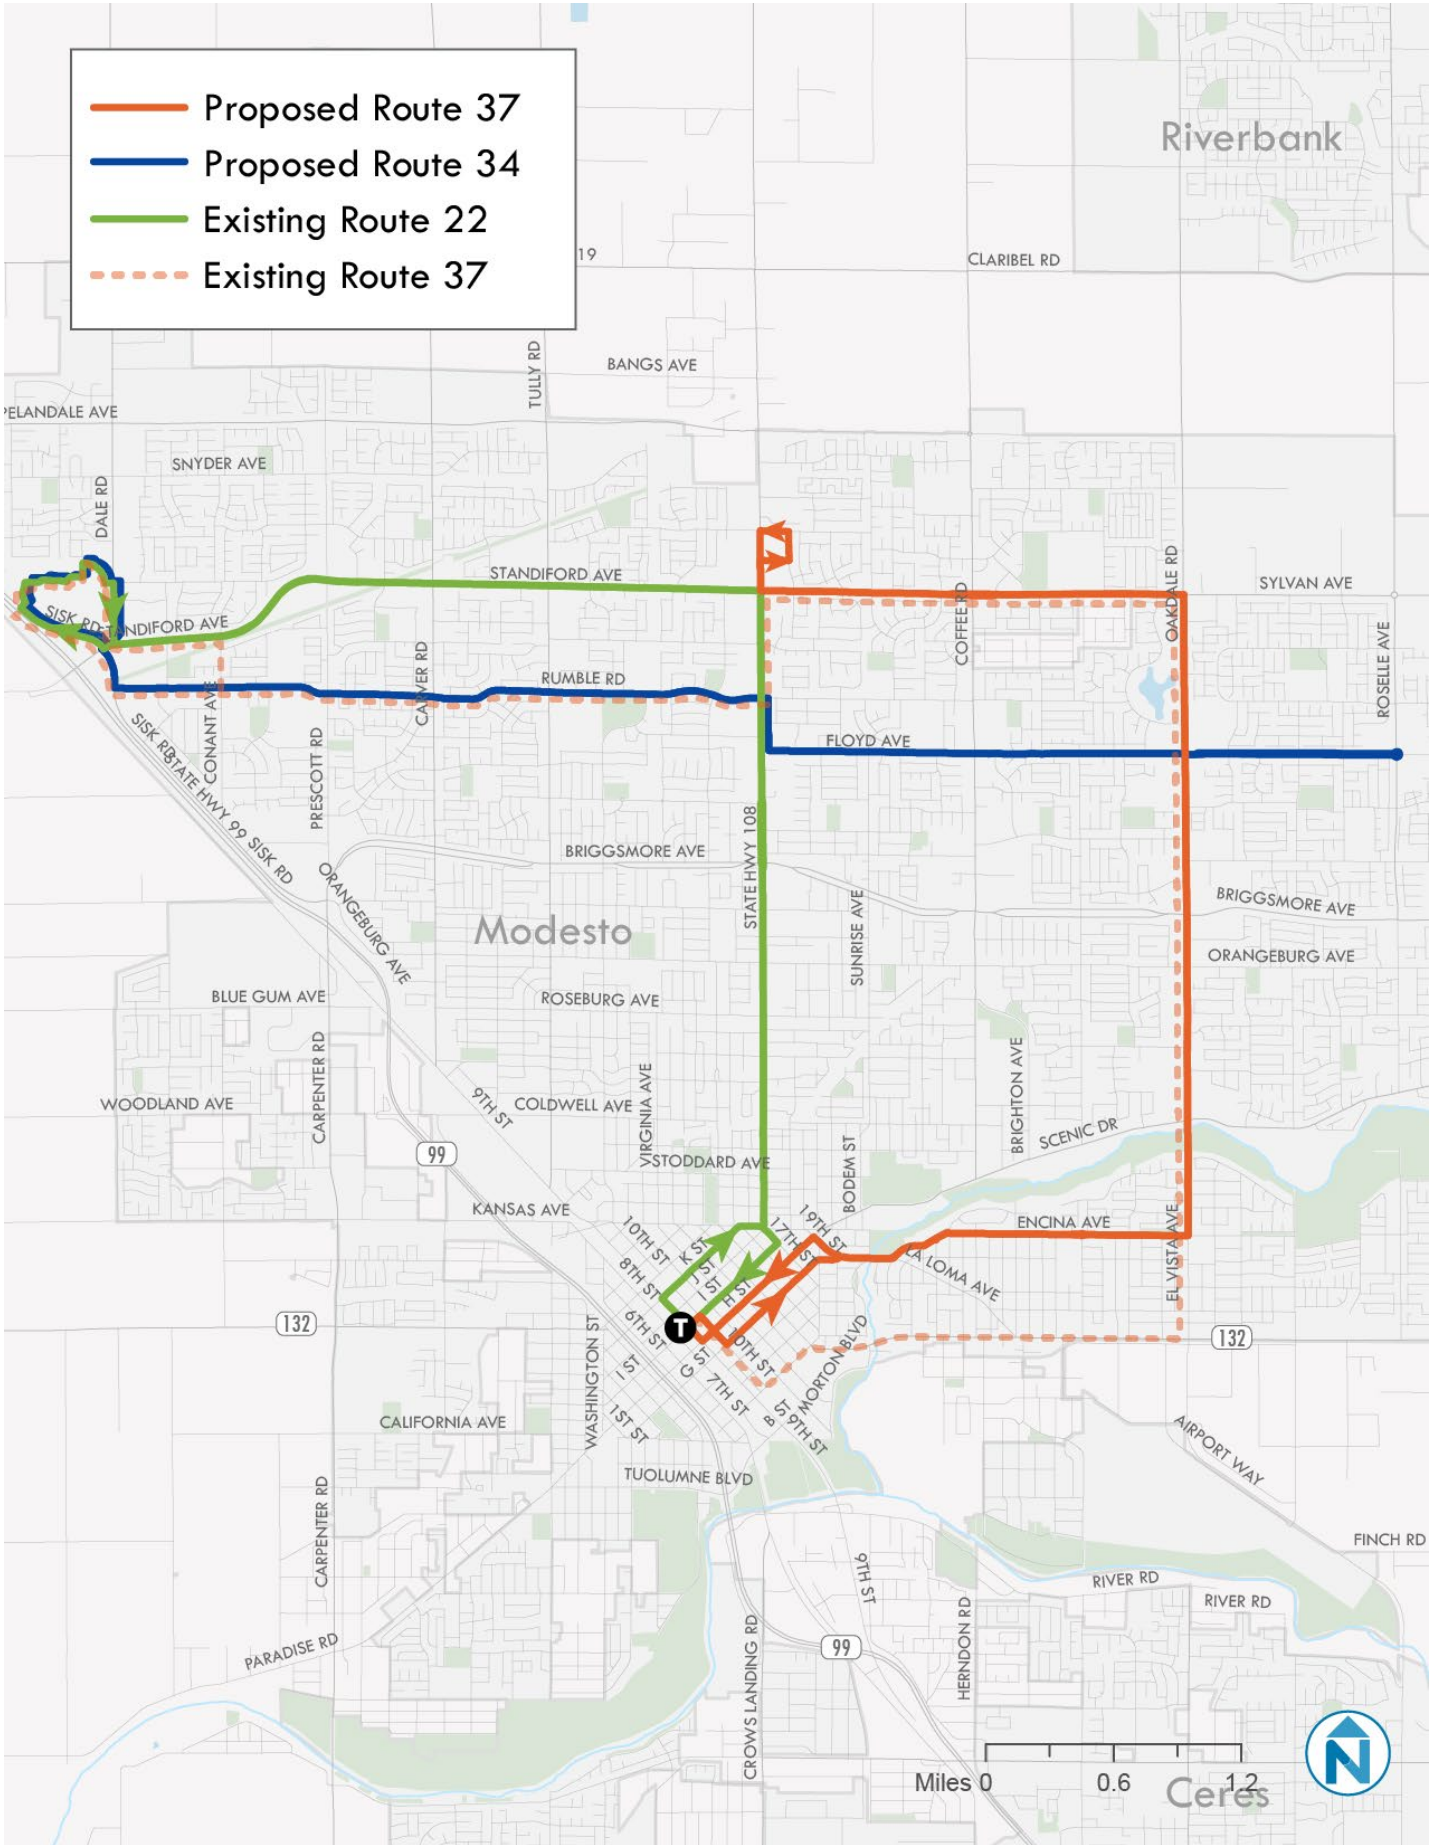 Proposed Route 37
Proposed Route 34
Existing Route 22
Existing Route 37
Riverbank
19
CLARIBEL RD
TULLY RD
BANGS AVE
PELANDALE AVE
SNYDER AVE
DALE RD
STANDIFORD AVE
OAKDALE RD
SYLVAN AVE
COFFEE RD
SISK RD
STANDIFORD AVE
ROSELLE AVE
CARVER RD
RUMBLE RD
CONANT AVE
PRESCOTT RD
FLOYD AVE
SISK RD
STATE HWY 99
SISK RD
STATE HWY 108
BRIGGSMORE AVE
ORANGEBURG AVE
SUNRISE AVE
BRIGGSMORE AVE
Modesto
ORANGEBURG AVE
BLUE GUM AVE
ROSEBURG AVE
CARPENTER RD
BRIGHTON AVE
WOODLAND AVE
9TH ST
COLDWELL AVE
VIRGINIA AVE
SCENIC DR
99
STODDARD AVE
BODEM ST
KANSAS AVE
10TH ST
K ST
17TH ST
19TH ST
ENCINA AVE
EL VISTA AVE
8TH ST
J ST
I ST
H ST
LA LOMA AVE
132
6TH ST
T
10TH ST
MORTON BLVD
132
WASHINGTON ST
I ST
G ST
7TH ST
B ST
9TH ST
1ST ST
CALIFORNIA AVE
AIRPORT WAY
TUOLUMNE BLVD
CARPENTER RD
FINCH RD
9TH ST
RIVER RD
RIVER RD
HERNDON RD
PARADISE RD
CROWS LANDING RD
99
N
Miles 0 0.6 1.2
Ceres